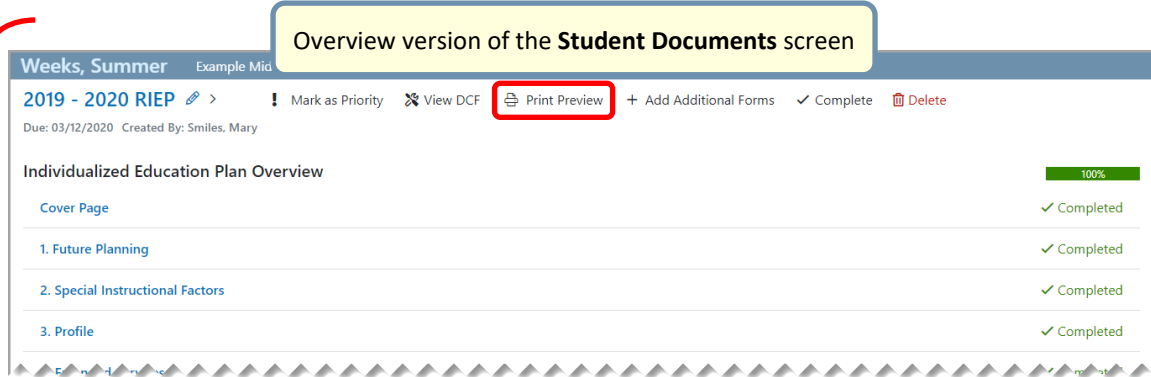 Overview version of the Student Documents screen
Weeks, Summer Example Mid
2019 - 2020 RIEP > ! Mark as Priority View DCF Print Preview + Add Additional Forms ✓ Complete Delete
Due: 03/12/2020 Created By: Smiles, Mary
Individualized Education Plan Overview 100%
Cover Page ✓ Completed
1. Future Planning ✓ Completed
2. Special Instructional Factors ✓ Completed
3. Profile ✓ Completed